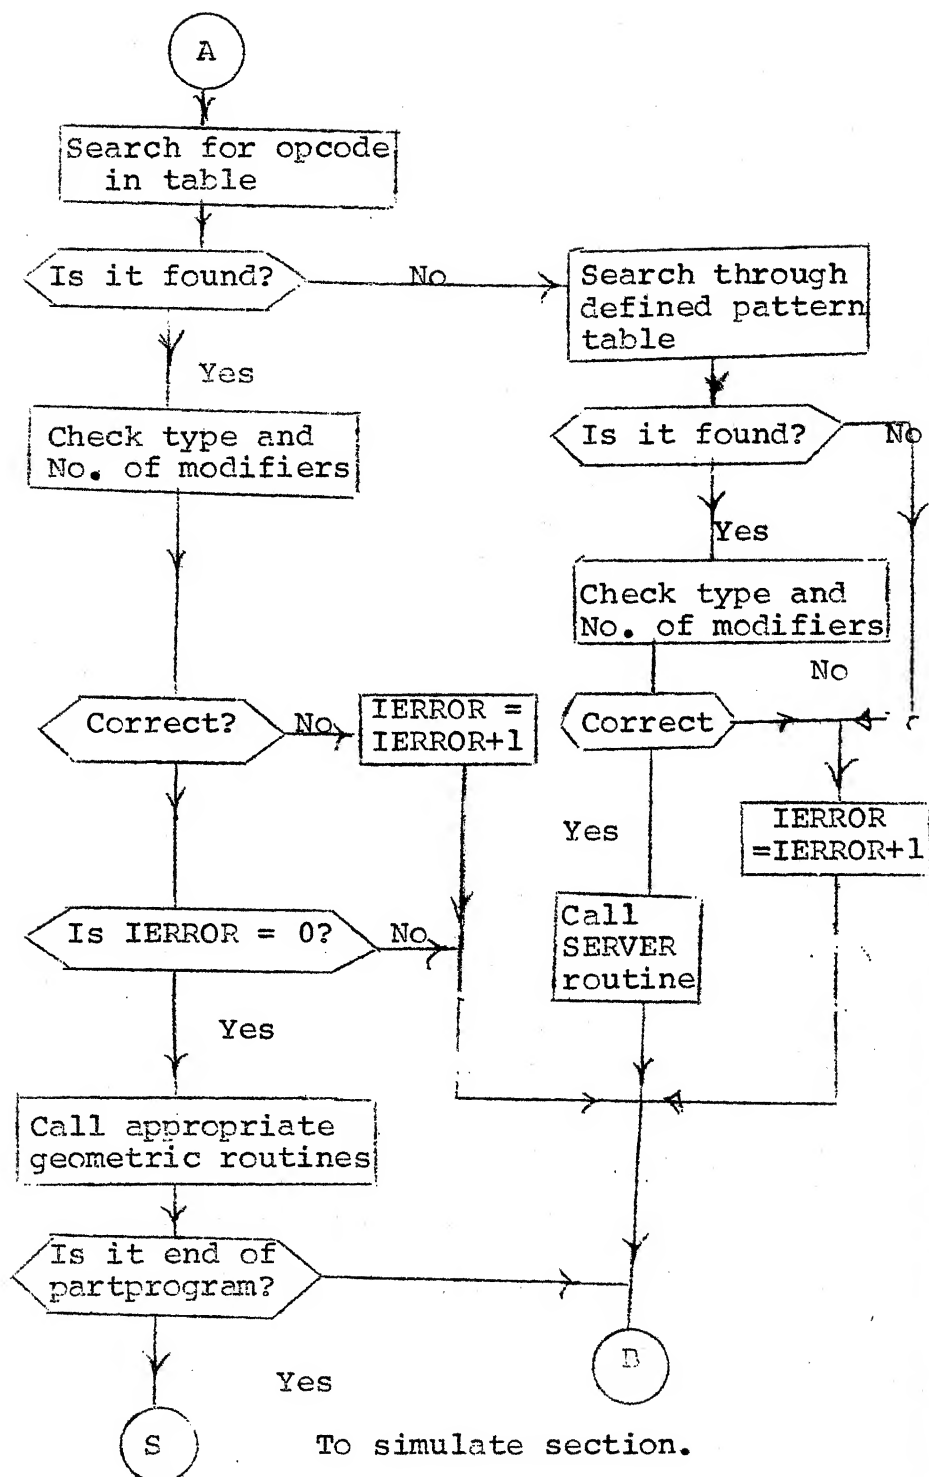 A
Search for opcode
in table
Is it found?
No
Search through
defined pattern
table
Yes
Is it found?
No
Check type and
No. of modifiers
Yes
Check type and
No. of modifiers
No
Correct?
No
IERROR =
IERROR+1
Correct
Yes
IERROR
=IERROR+1
Is IERROR = 0?
No
Call
SERVER
routine
Yes
Call appropriate
geometric routines
Is it end of
partprogram?
Yes
S
To simulate section.